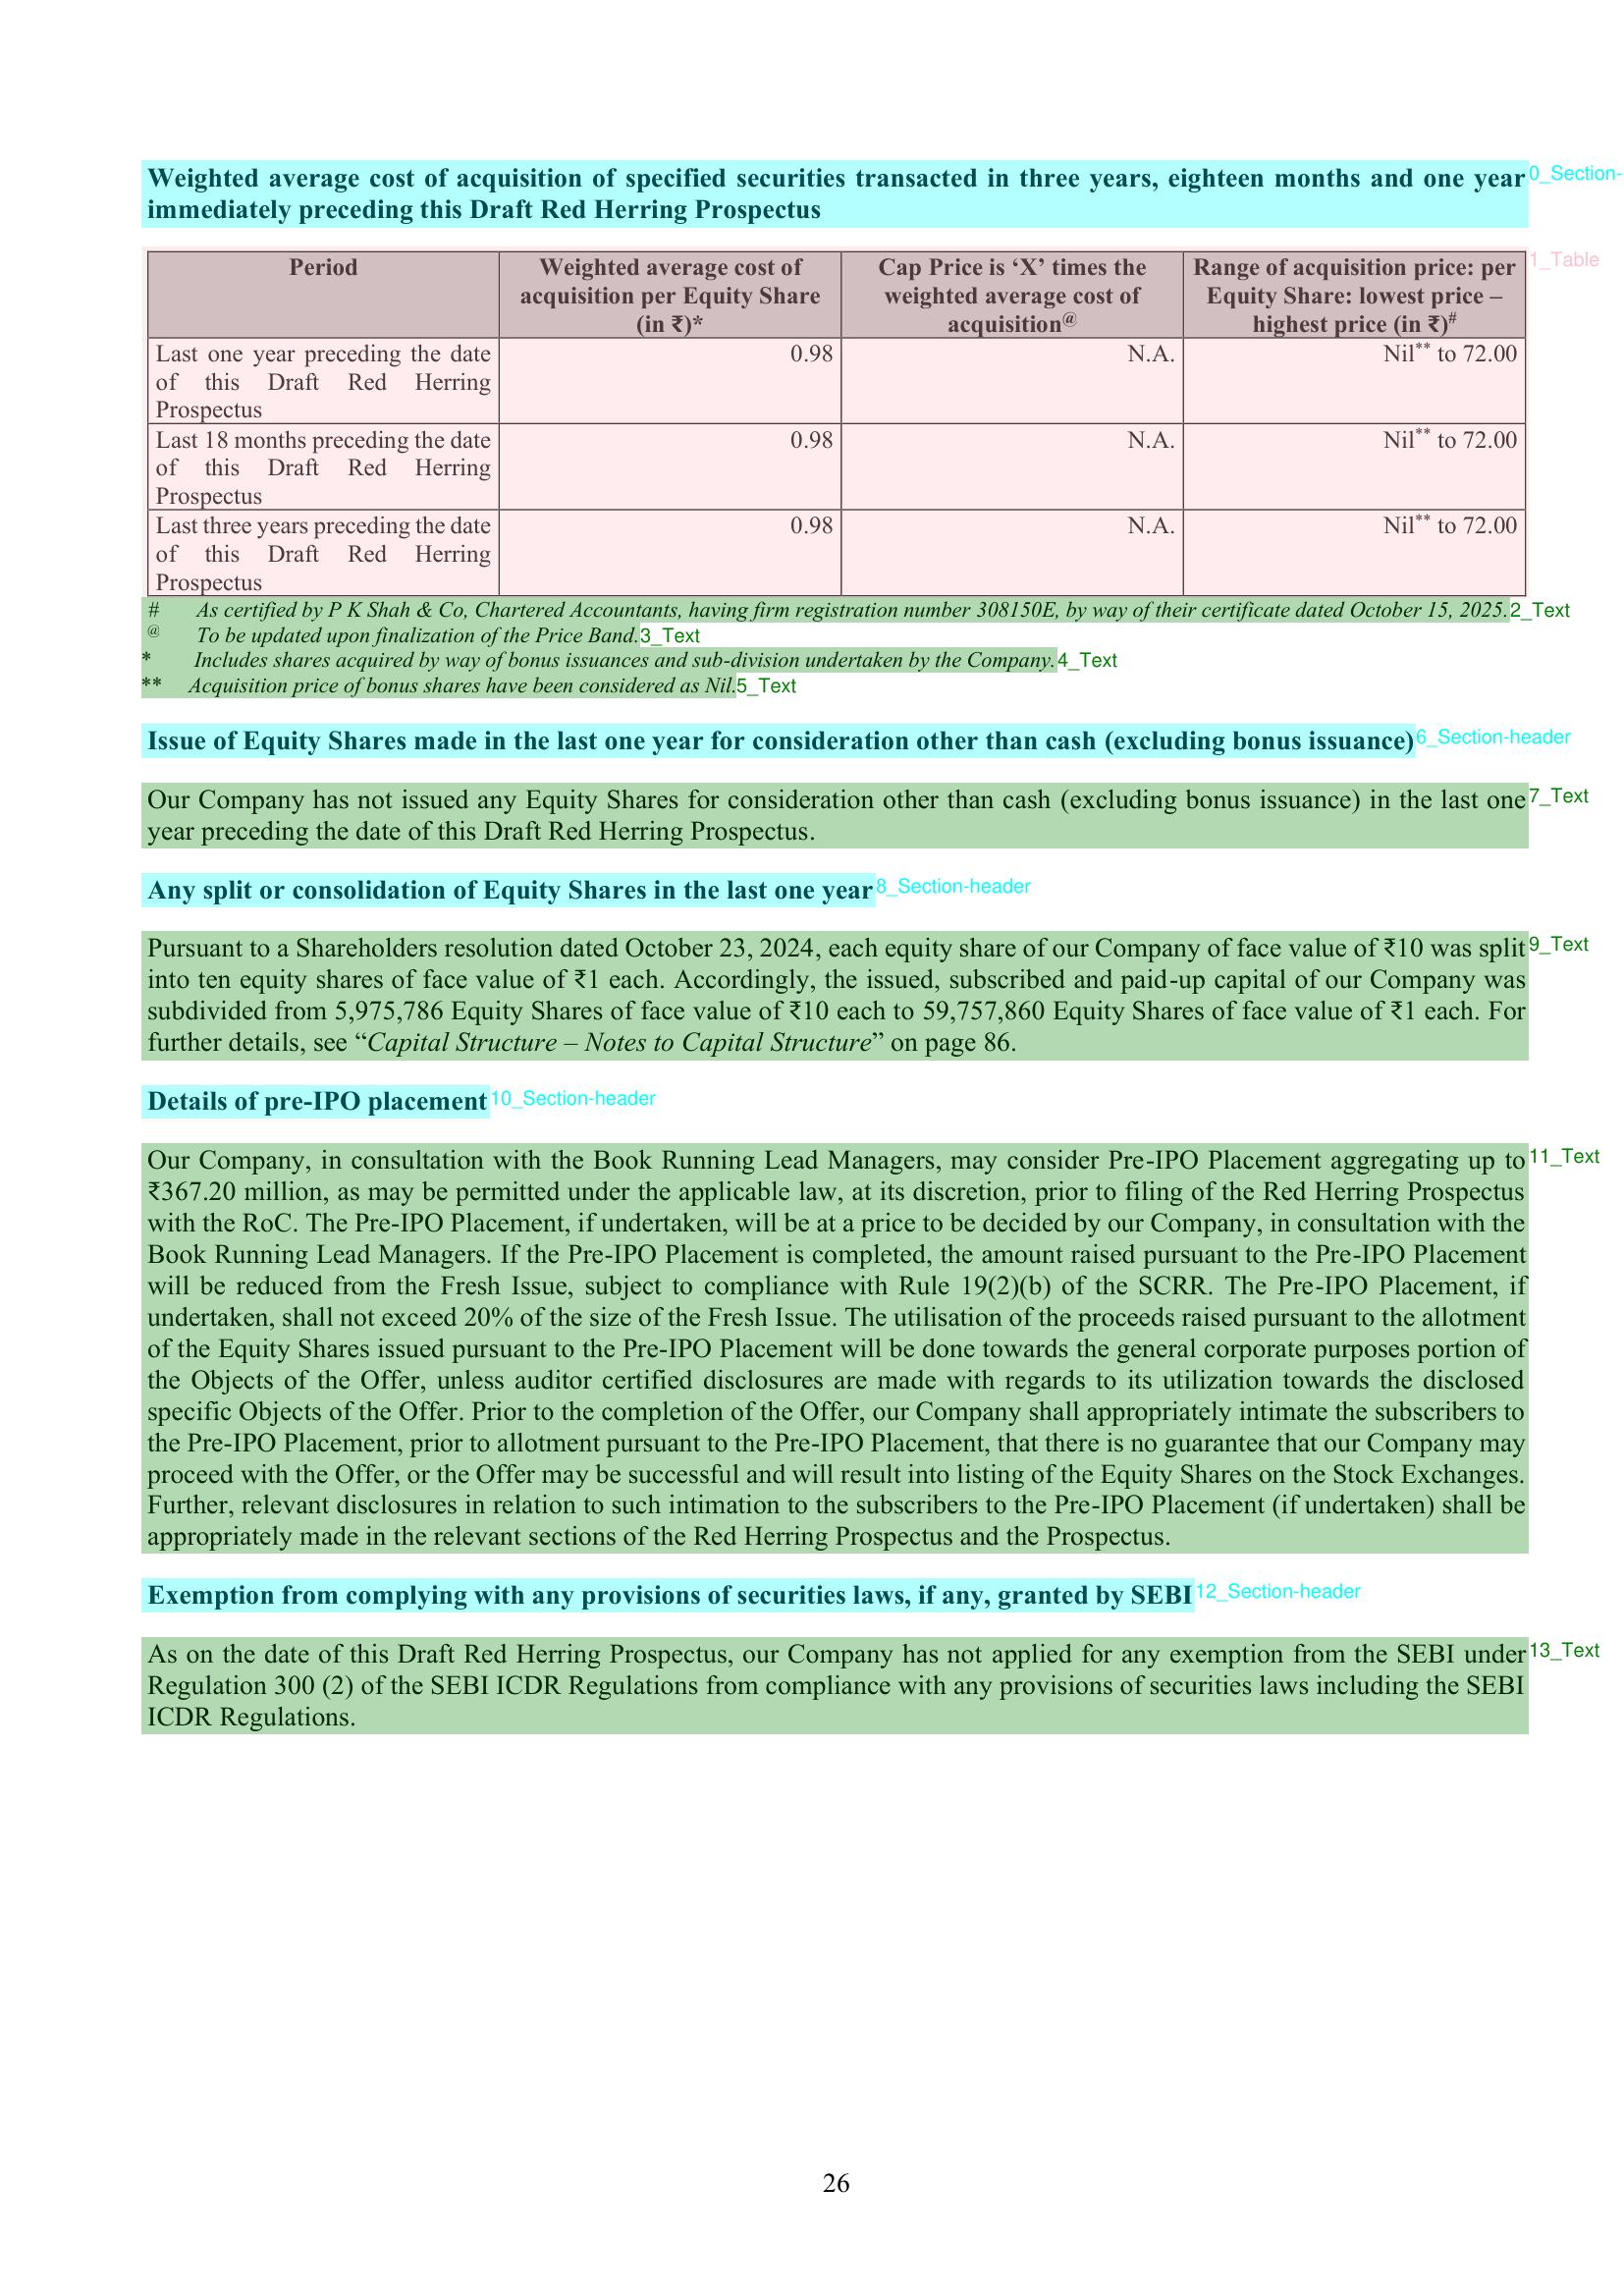 Weighted average cost of acquisition of specified securities transacted in three years, eighteen months and one year 0_Section-
immediately preceding this Draft Red Herring Prospectus
1_Table
Period
Weighted average cost of
acquisition per Equity Share
(in ₹)*
Cap Price is ‘X’ times the
weighted average cost of
acquisition@
Range of acquisition price: per
Equity Share: lowest price –
highest price (in ₹)#
Last one year preceding the date
of this Draft Red Herring
Prospectus
0.98
N.A.
Nil** to 72.00
Last 18 months preceding the date
of this Draft Red Herring
Prospectus
0.98
N.A.
Nil** to 72.00
Last three years preceding the date
of this Draft Red Herring
Prospectus
0.98
N.A.
Nil** to 72.00
# As certified by P K Shah & Co, Chartered Accountants, having firm registration number 308150E, by way of their certificate dated October 15, 2025. 2_Text
@ To be updated upon finalization of the Price Band. 3_Text
* Includes shares acquired by way of bonus issuances and sub-division undertaken by the Company. 4_Text
** Acquisition price of bonus shares have been considered as Nil. 5_Text
Issue of Equity Shares made in the last one year for consideration other than cash (excluding bonus issuance) 6_Section-header
Our Company has not issued any Equity Shares for consideration other than cash (excluding bonus issuance) in the last one 7_Text
year preceding the date of this Draft Red Herring Prospectus.
Any split or consolidation of Equity Shares in the last one year 8_Section-header
Pursuant to a Shareholders resolution dated October 23, 2024, each equity share of our Company of face value of ₹10 was split 9_Text
into ten equity shares of face value of ₹1 each. Accordingly, the issued, subscribed and paid-up capital of our Company was
subdivided from 5,975,786 Equity Shares of face value of ₹10 each to 59,757,860 Equity Shares of face value of ₹1 each. For
further details, see “Capital Structure – Notes to Capital Structure” on page 86.
Details of pre-IPO placement 10_Section-header
Our Company, in consultation with the Book Running Lead Managers, may consider Pre-IPO Placement aggregating up to 11_Text
₹367.20 million, as may be permitted under the applicable law, at its discretion, prior to filing of the Red Herring Prospectus
with the RoC. The Pre-IPO Placement, if undertaken, will be at a price to be decided by our Company, in consultation with the
Book Running Lead Managers. If the Pre-IPO Placement is completed, the amount raised pursuant to the Pre-IPO Placement
will be reduced from the Fresh Issue, subject to compliance with Rule 19(2)(b) of the SCRR. The Pre-IPO Placement, if
undertaken, shall not exceed 20% of the size of the Fresh Issue. The utilisation of the proceeds raised pursuant to the allotment
of the Equity Shares issued pursuant to the Pre-IPO Placement will be done towards the general corporate purposes portion of
the Objects of the Offer, unless auditor certified disclosures are made with regards to its utilization towards the disclosed
specific Objects of the Offer. Prior to the completion of the Offer, our Company shall appropriately intimate the subscribers to
the Pre-IPO Placement, prior to allotment pursuant to the Pre-IPO Placement, that there is no guarantee that our Company may
proceed with the Offer, or the Offer may be successful and will result into listing of the Equity Shares on the Stock Exchanges.
Further, relevant disclosures in relation to such intimation to the subscribers to the Pre-IPO Placement (if undertaken) shall be
appropriately made in the relevant sections of the Red Herring Prospectus and the Prospectus.
Exemption from complying with any provisions of securities laws, if any, granted by SEBI 12_Section-header
As on the date of this Draft Red Herring Prospectus, our Company has not applied for any exemption from the SEBI under 13_Text
Regulation 300 (2) of the SEBI ICDR Regulations from compliance with any provisions of securities laws including the SEBI
ICDR Regulations.
26